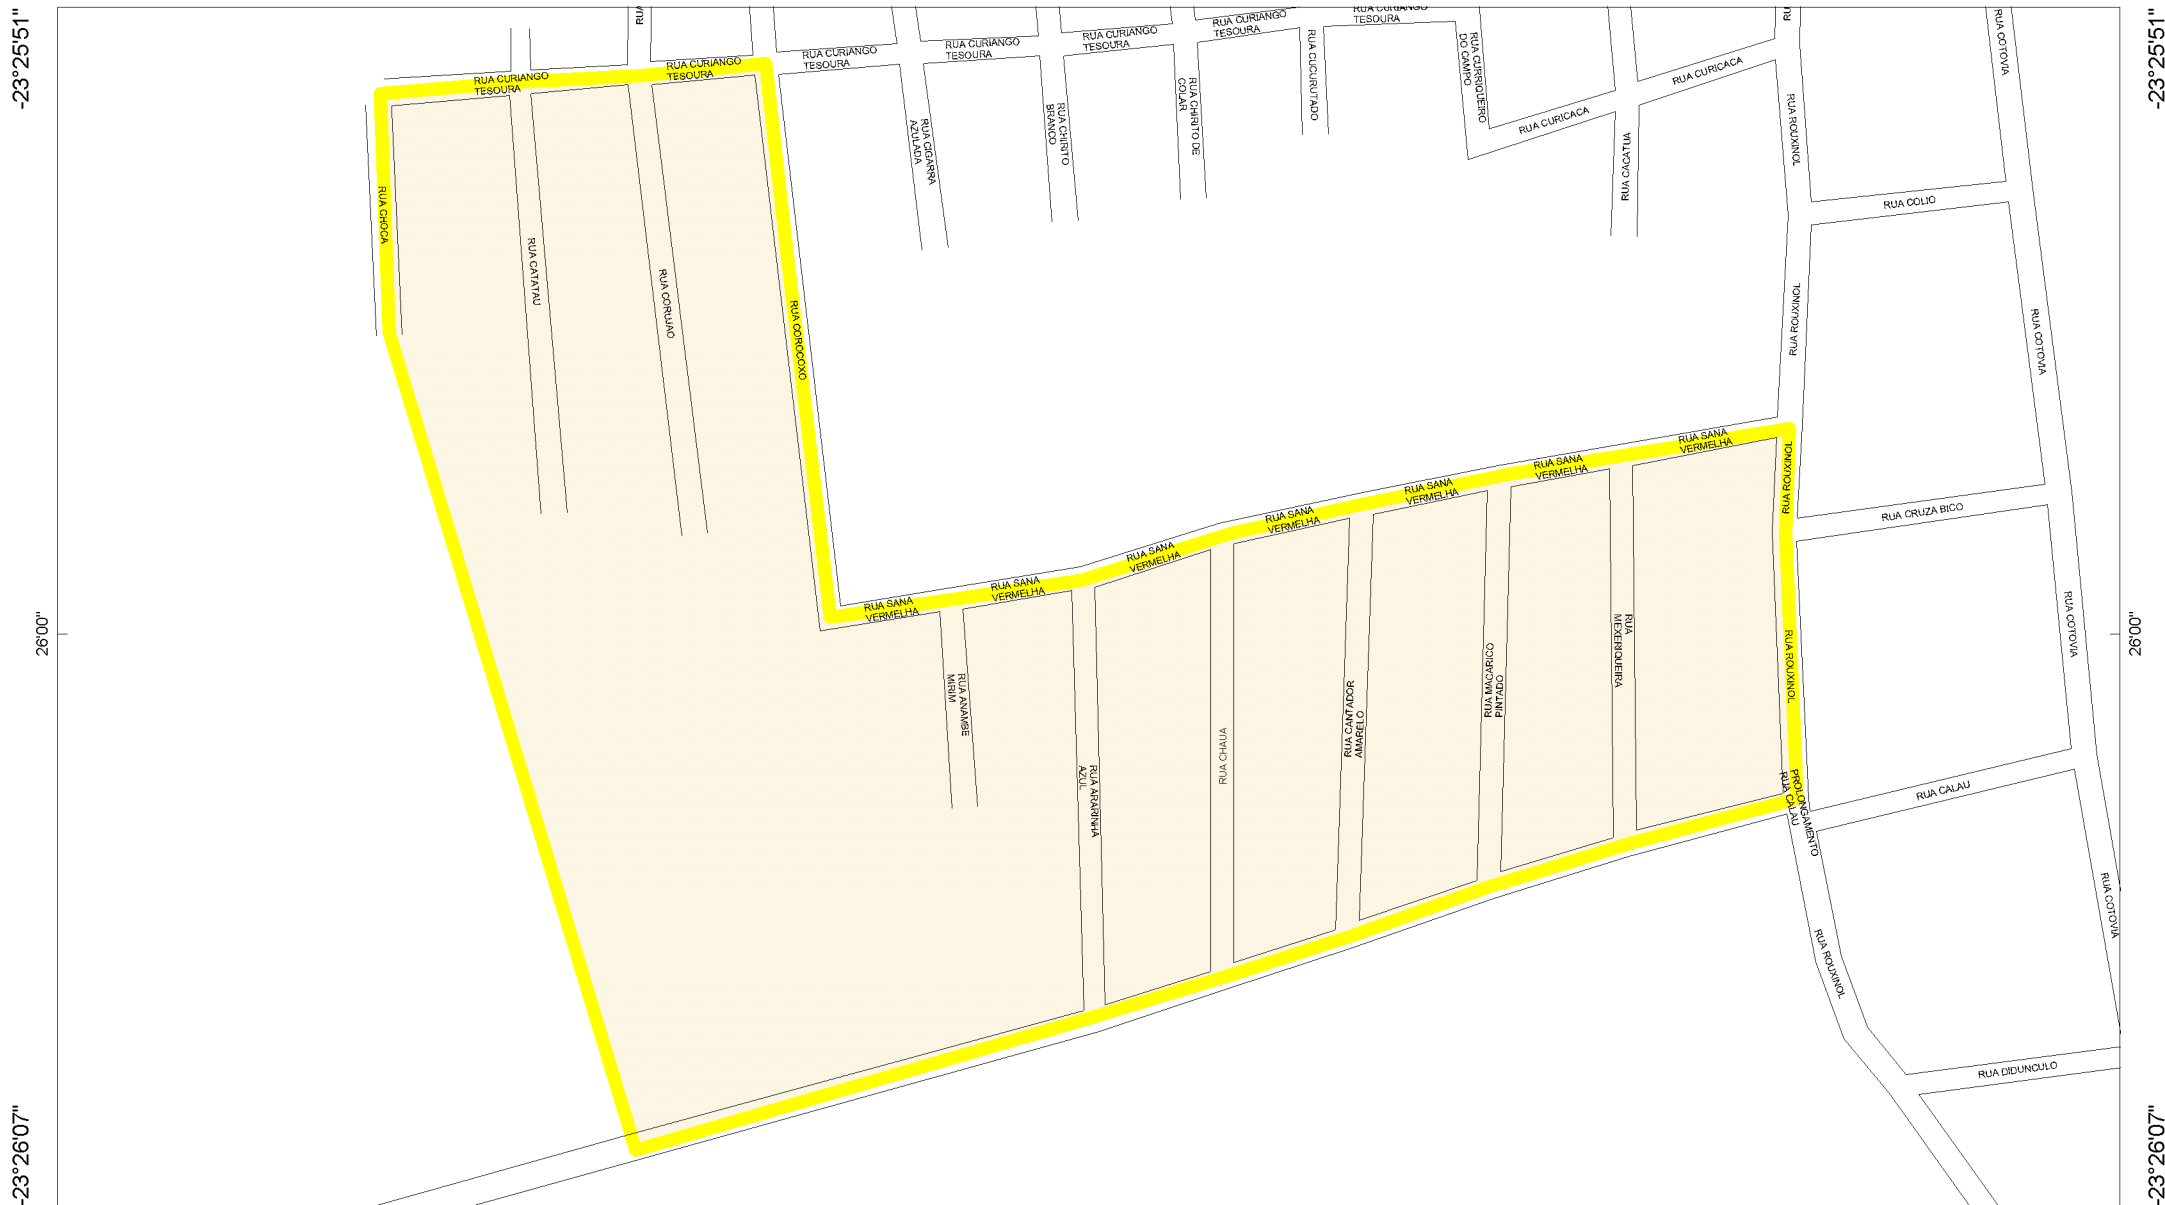 -23°25'51"
-23°25'51"
RUA
RUA CURIANGO
TESOURA
RUA CURIANGO
TESOURA
RUA CURIANGO
TESOURA
RUA CURIANGO
TESOURA
RUA CURIANGO
TESOURA
RUA CURIANGO
TESOURA
RUA CURIANGO
TESOURA
RUA CUCURUTADO
RUA CURRIQUEIRO
DO CAMPO
RUA CURICACA
RUA CURICACA
RUA COTOVIA
RUA CHOCA
RUA CATATAU
RUA CORUJAO
RUA COROCOXO
RUA CIGARRA
AZULADA
RUA CHIRITO
BRANCO
RUA CHIRITO DE
COLAR
RUA CACATUA
RUA ROUXINOL
RUA COLIO
RUA ROUXINOL
RUA COTOVIA
RUA SANA
VERMELHA
RUA SANA
VERMELHA
RUA SANA
VERMELHA
RUA SANA
VERMELHA
RUA SANA
VERMELHA
RUA SANA
VERMELHA
RUA SANA
VERMELHA
RUA ROUXINOL
RUA CRUZA BICO
26'00"
26'00"
RUA ANAMBE
MIRIM
RUA ARARINHA
AZUL
RUA CHAUA
RUA CANTADOR
AMARELO
RUA MACARICO
PINTADO
RUA
MEXERIQUEIRA
RUA ROUXINOL
RUA COTOVIA
PROLONGAMENTO
RUA CALAU
RUA CALAU
RUA COTOVIA
RUA ROUXINOL
RUA DIDUNCULO
-23°26'07"
-23°26'07"